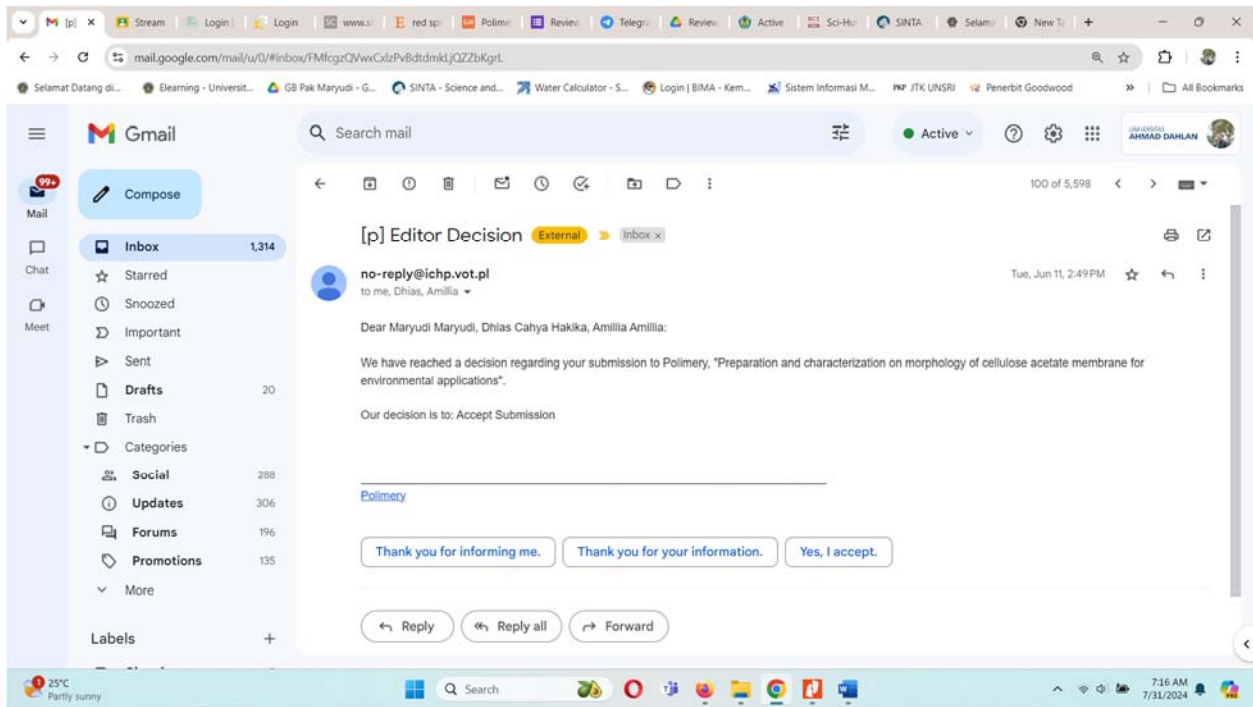 M [p] Stream Login | Login www.s Polime Review Telegra Review Active Sci-Hu SINTA Selam New Ta
mail.google.com/mail/u/0/#inbox/FMfcgzQVwxCxlzPvBdtdmkLjQZZbKgrL
Selamat Datang di... Elearning - Universit... GB Pak Maryudi - G... SINTA - Science and... Water Calculator - S... Login | BIMA - Kem... Sistem Informasi M... PKP JTK UNSRI Penerbit Goodwood » All Bookmarks
Gmail
Search mail
Active
UNIVERSITAS
AHMAD DAHLAN
99+
Mail
Chat
Meet
Compose
Inbox 1,314
Starred
Snoozed
Important
Sent
Drafts 20
Trash
Categories
Social 288
Updates 306
Forums 196
Promotions 135
More
Labels +
100 of 5,598
[p] Editor Decision External Inbox x
no-reply@ichp.vot.pl Tue, Jun 11, 2:49 PM
to me, Dhias, Amillia
Dear Maryudi Maryudi, Dhias Cahya Hakika, Amillia Amillia:
We have reached a decision regarding your submission to Polimery, "Preparation and characterization on morphology of cellulose acetate membrane for
environmental applications".
Our decision is to: Accept Submission
Polimery
Thank you for informing me. Thank you for your information. Yes, I accept.
Reply Reply all Forward
1 25°C
Partly sunny
Search
7:16 AM
7/31/2024